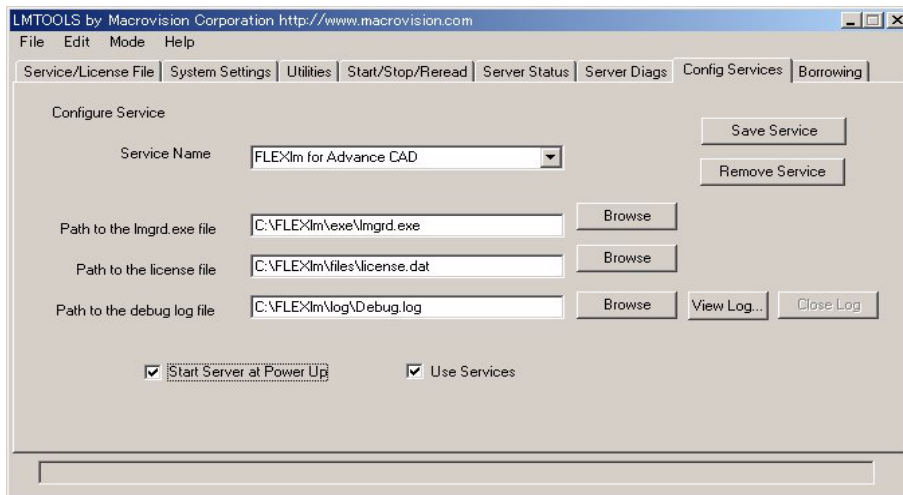 LMTOOLS by Macrovision Corporation http://www.macrovision.com
File Edit Mode Help
Service/License File System Settings Utilities Start/Stop/Reread Server Status Server Diags Config Services Borrowing
Configure Service
Save Service
Service Name FLEXlm for Advance CAD
Remove Service
Path to the lmgrd.exe file C:\FLEXlm\exe\lmgrd.exe Browse
Path to the license file C:\FLEXlm\files\license.dat Browse
Path to the debug log file C:\FLEXlm\log\Debug.log Browse View Log... Close Log
Start Server at Power Up Use Services